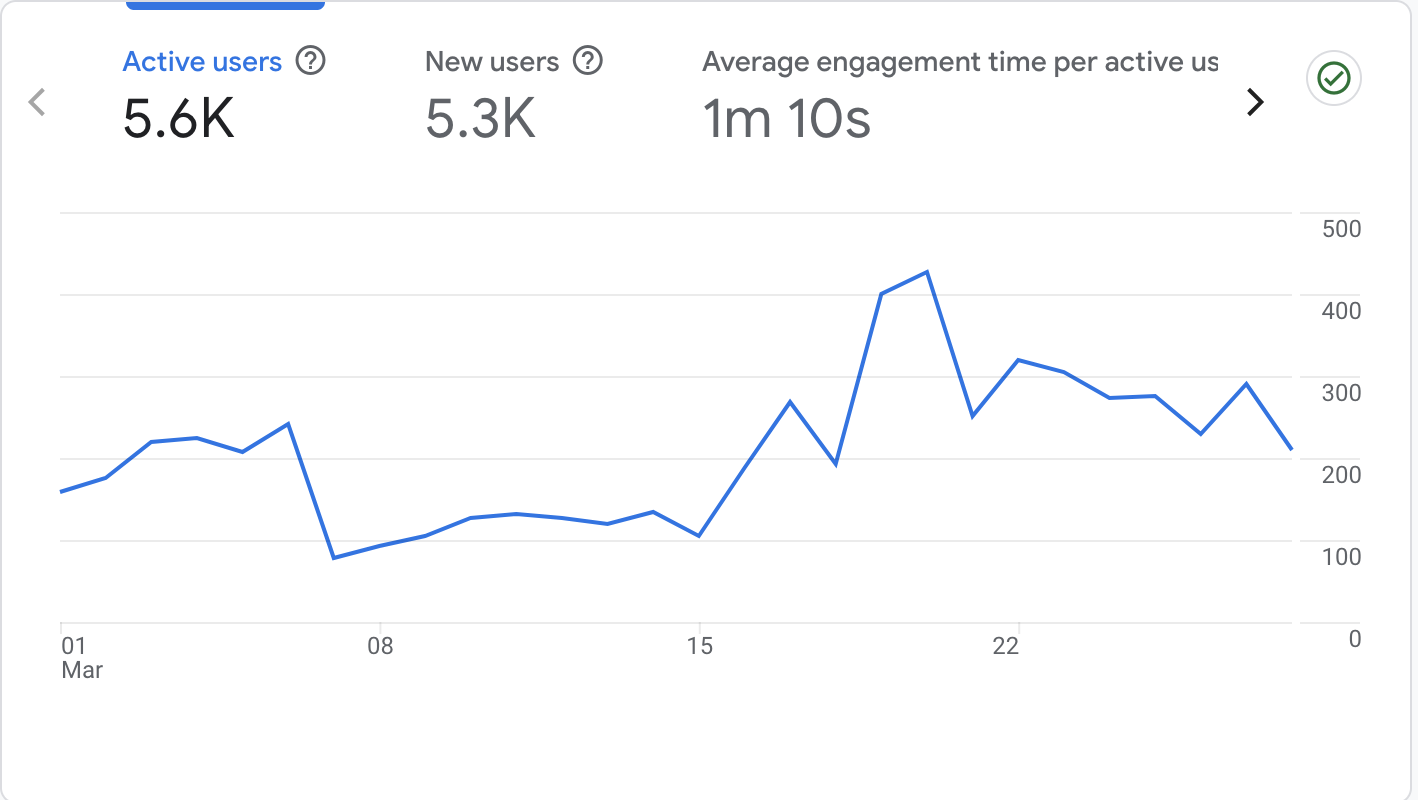 Active users
New users
Average engagement time per active us
5.6K
5.3K
1m 10s
500
400
300
200
100
0
01
Mar
08
15
22